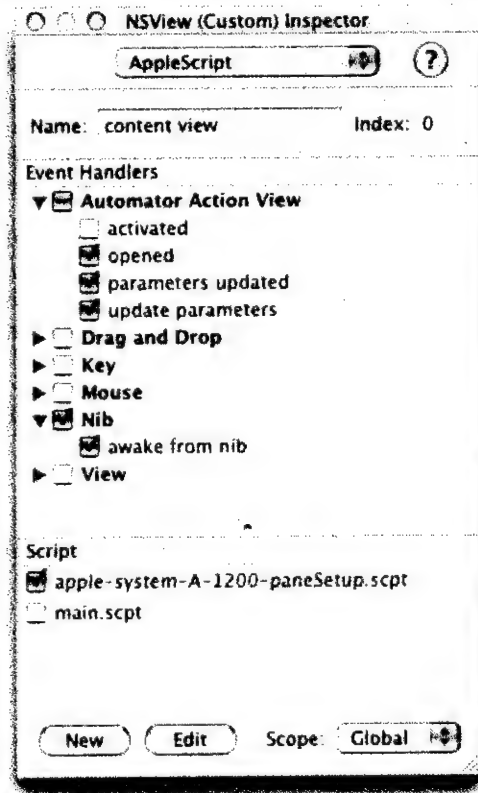 NSView (Custom) Inspector
AppleScript
?
Name: content view Index: 0
Event Handlers
Automator Action View
activated
opened
parameters updated
update parameters
Drag and Drop
Key
Mouse
Nib
awake from nib
View
Script
apple-system-A-1200-paneSetup.scpt
main.scpt
New Edit Scope: Global